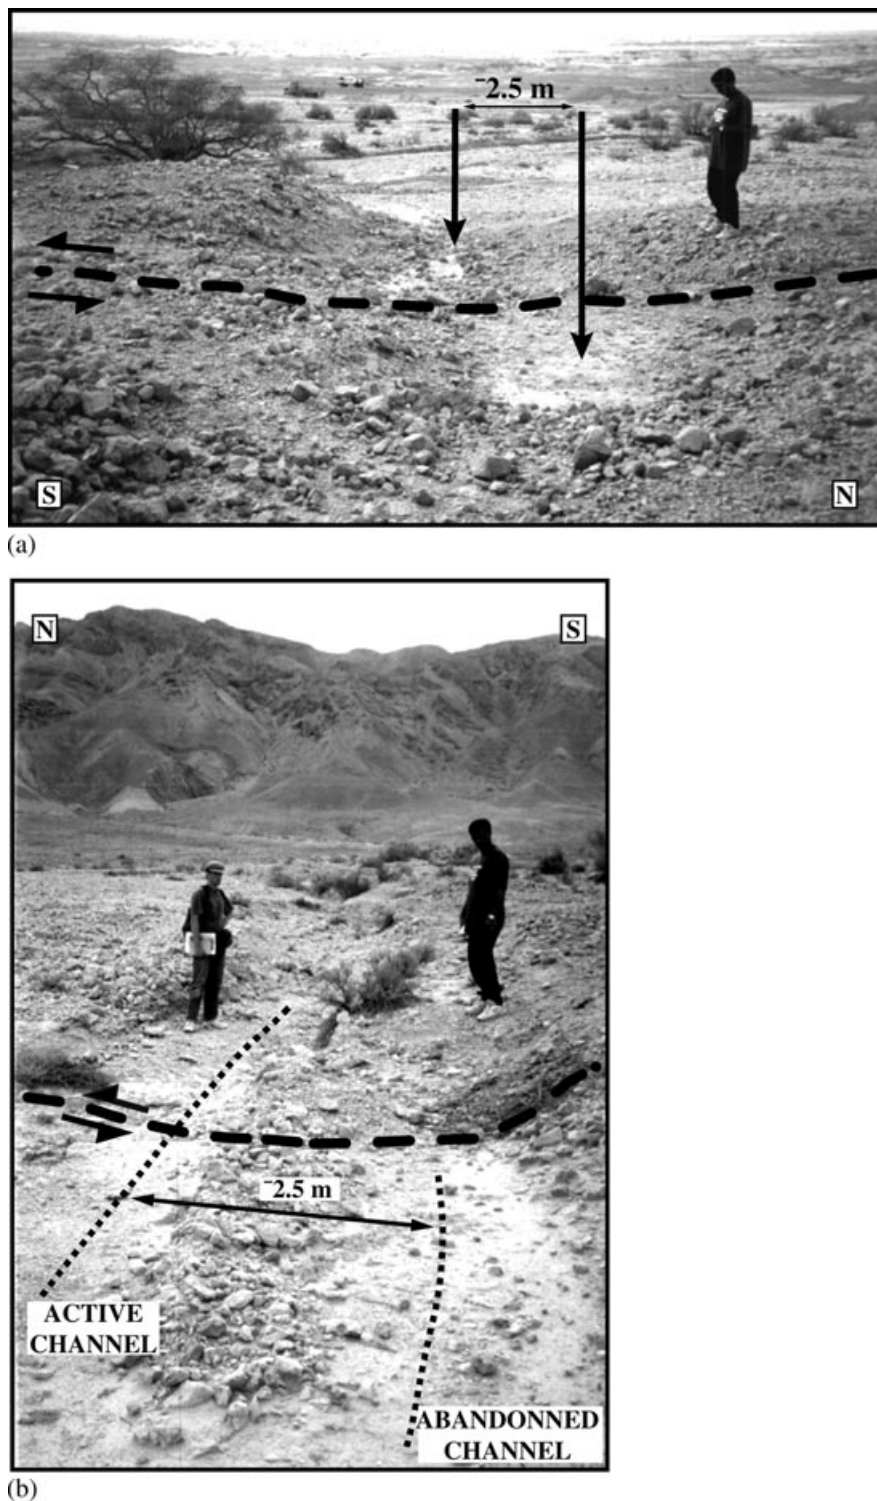 ¯2.5 m
S
N
(a)
N
S
¯2.5 m
ACTIVE
CHANNEL
ABANDONNED
CHANNEL
(b)